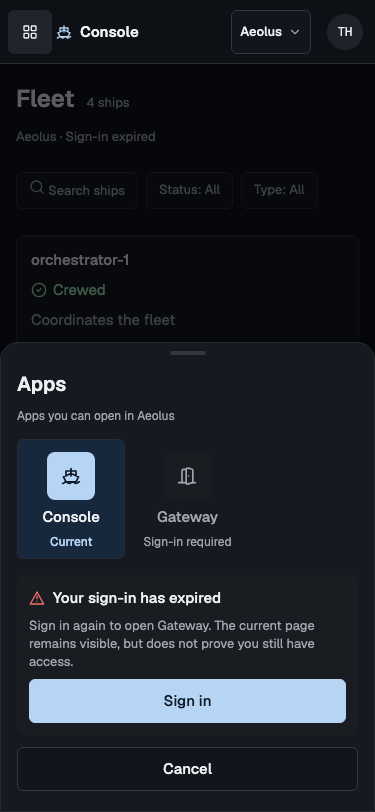 Console
Aeolus
TH
Fleet 4 ships
Aeolus · Sign-in expired
Search ships
Status: All
Type: All
orchestrator-1
Crewed
Coordinates the fleet
Apps
Apps you can open in Aeolus
Console
Current
Gateway
Sign-in required
Your sign-in has expired
Sign in again to open Gateway. The current page
remains visible, but does not prove you still have
access.
Sign in
Cancel